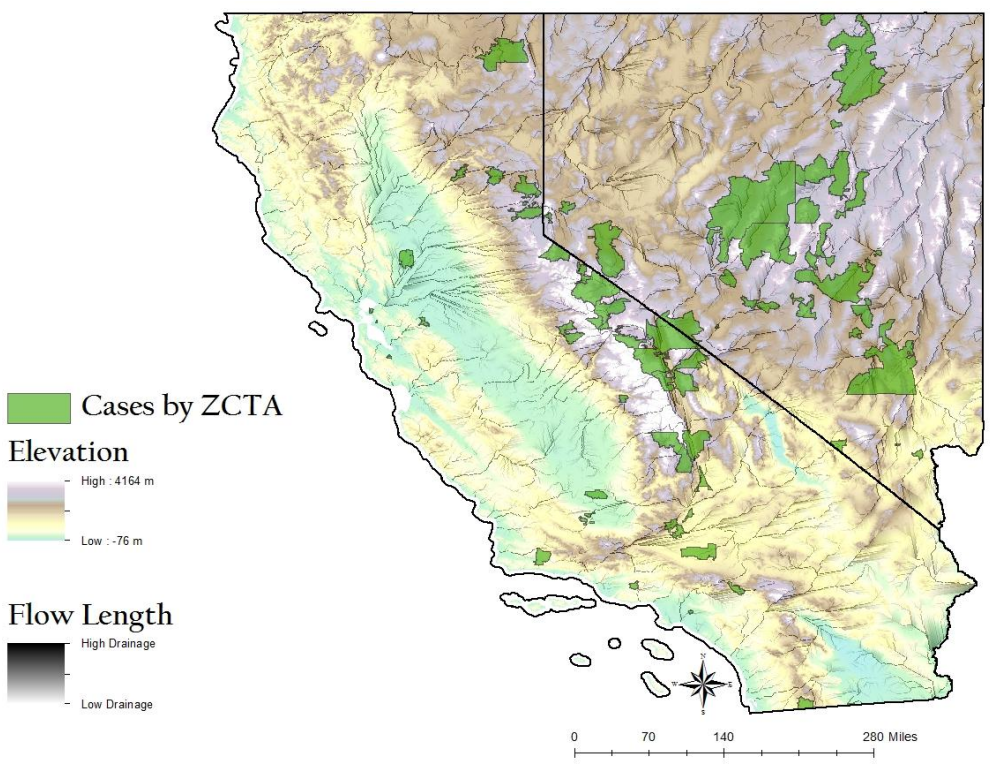 Cases by ZCTA
Elevation
High : 4164 m
Low : -76 m
Flow Length
High Drainage
Low Drainage
N
W E
S
0 70 140 280 Miles